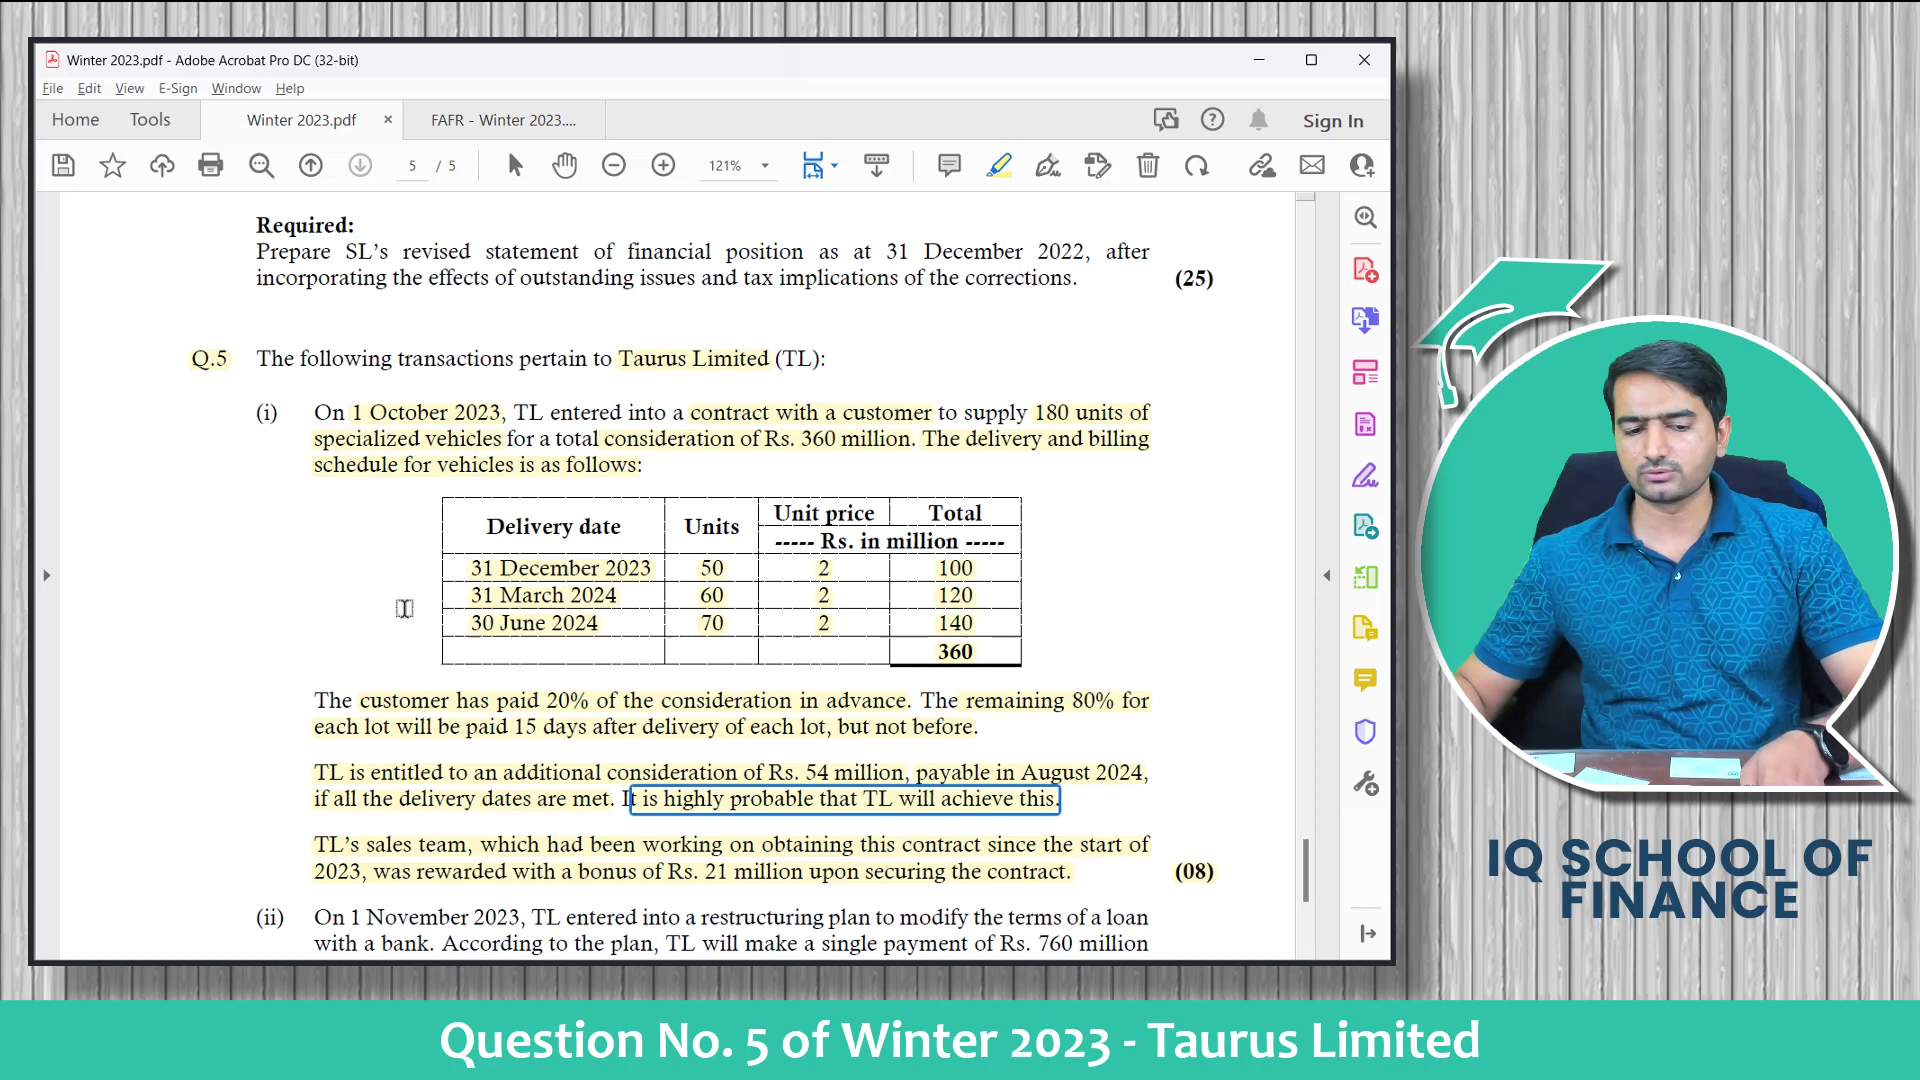 Winter 2023.pdf - Adobe Acrobat Pro DC (32-bit)
File Edit View E-Sign Window Help
Home Tools Winter 2023.pdf × FAFR - Winter 2023.... Sign In
5 / 5 121%
Required:
Prepare SL's revised statement of financial position as at 31 December 2022, after
incorporating the effects of outstanding issues and tax implications of the corrections. (25)
Q.5 The following transactions pertain to Taurus Limited (TL):
(i) On 1 October 2023, TL entered into a contract with a customer to supply 180 units of
specialized vehicles for a total consideration of Rs. 360 million. The delivery and billing
schedule for vehicles is as follows:
Delivery date Units Unit price Total
----- Rs. in million -----
31 December 2023 50 2 100
31 March 2024 60 2 120
30 June 2024 70 2 140
360
The customer has paid 20% of the consideration in advance. The remaining 80% for
each lot will be paid 15 days after delivery of each lot, but not before.
TL is entitled to an additional consideration of Rs. 54 million, payable in August 2024,
if all the delivery dates are met. It is highly probable that TL will achieve this.
TL's sales team, which had been working on obtaining this contract since the start of
2023, was rewarded with a bonus of Rs. 21 million upon securing the contract. (08)
(ii) On 1 November 2023, TL entered into a restructuring plan to modify the terms of a loan
with a bank. According to the plan, TL will make a single payment of Rs. 760 million
IQ SCHOOL OF
FINANCE
Question No. 5 of Winter 2023 - Taurus Limited